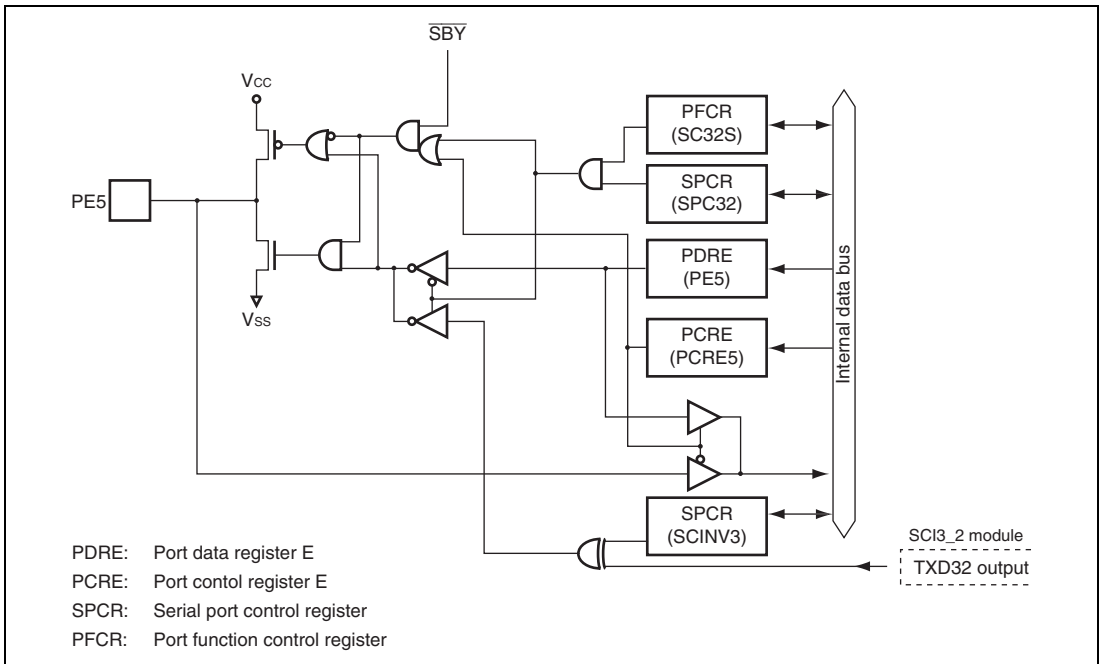 SBY
VCC
PFCR
(SC32S)
SPCR
(SPC32)
PE5
PDRE
(PE5)
VSS
PCRE
(PCRE5)
Internal data bus
SPCR
(SCINV3)
SCI3_2 module
TXD32 output
PDRE: Port data register E
PCRE: Port contol register E
SPCR: Serial port control register
PFCR: Port function control register